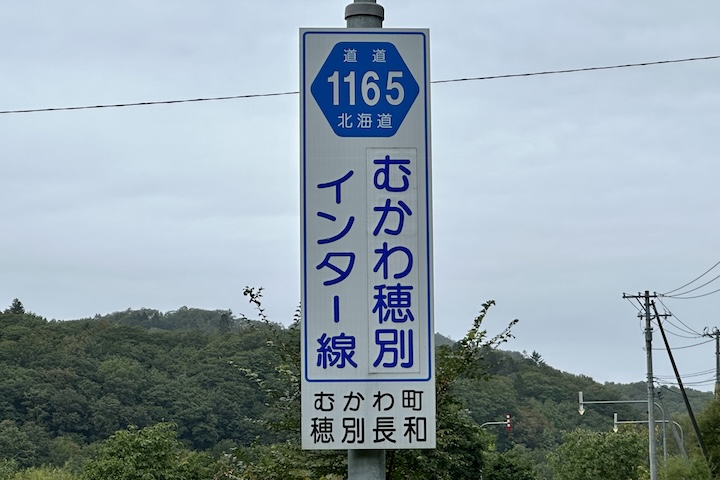 道道
1165
北海道
むかわ穂別
インター線
むかわ町
穂別長和